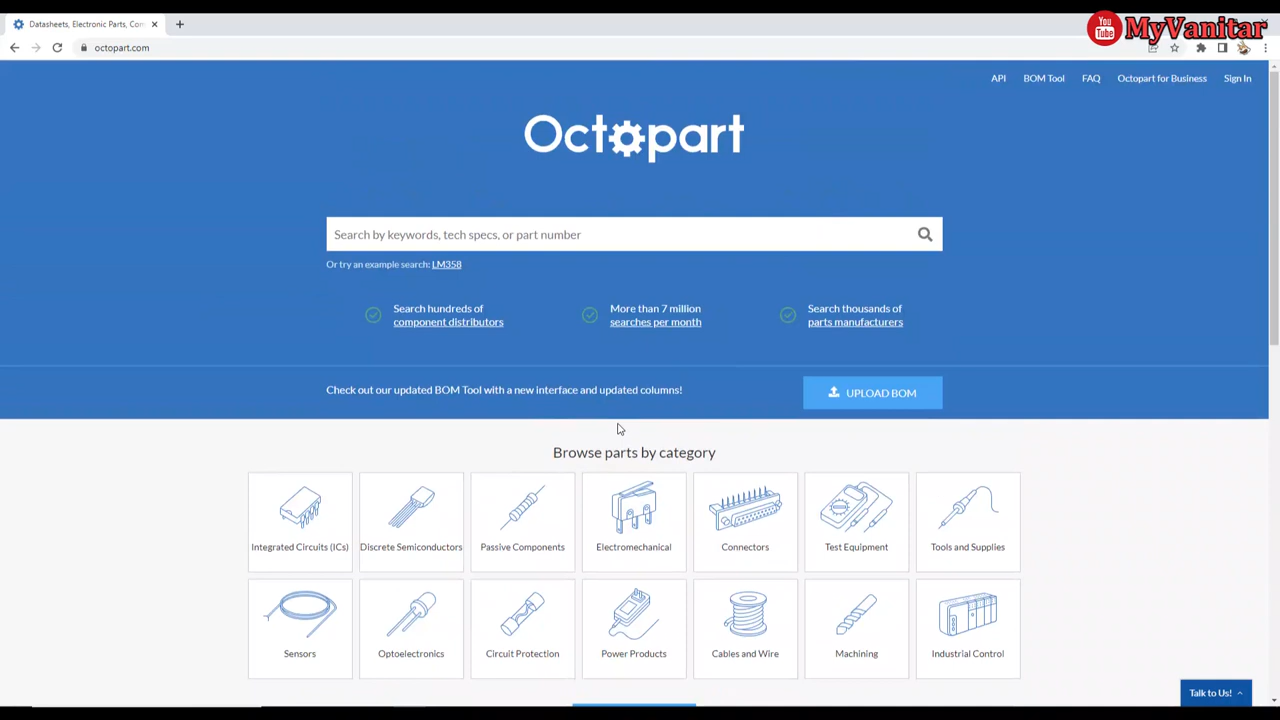 Datasheets, Electronic Parts, Com
You Tube MyVanitar
octopart.com
API BOM Tool FAQ Octopart for Business Sign In
Octopart
Search by keywords, tech specs, or part number
Or try an example search: LM358
Search hundreds of
component distributors
More than 7 million
searches per month
Search thousands of
parts manufacturers
Check out our updated BOM Tool with a new interface and updated columns!
UPLOAD BOM
Browse parts by category
Integrated Circuits (ICs) Discrete Semiconductors Passive Components Electromechanical Connectors Test Equipment Tools and Supplies
Sensors Optoelectronics Circuit Protection Power Products Cables and Wire Machining Industrial Control
Talk to Us!